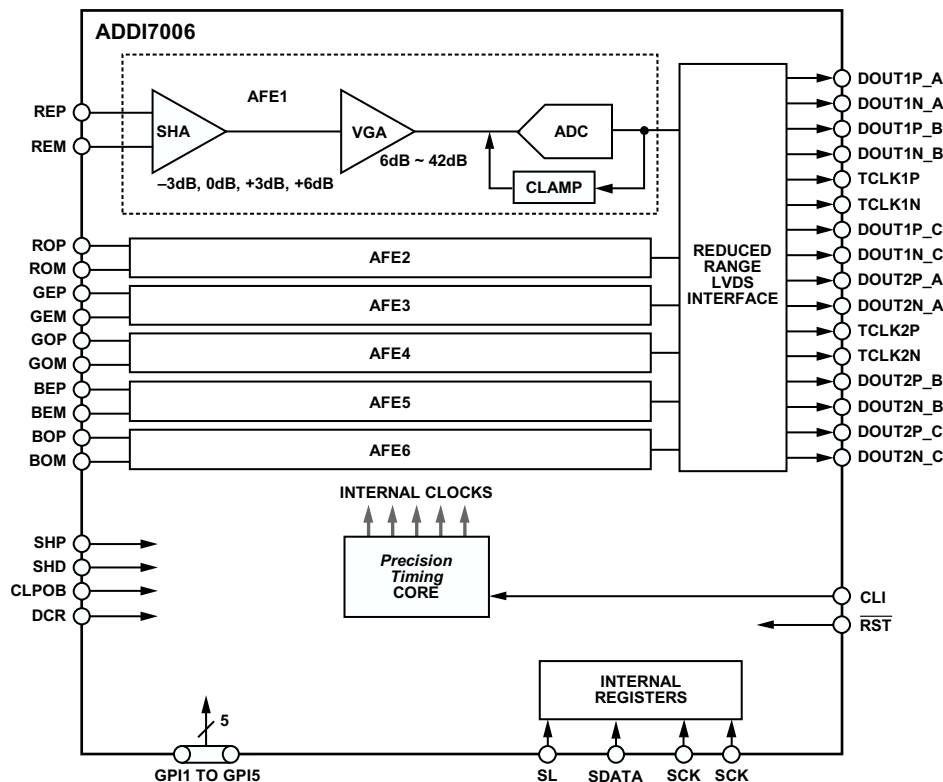 ADDI7006
AFE1
REP
REM
SHA
VGA
ADC
–3dB, 0dB, +3dB, +6dB
6dB ~ 42dB
CLAMP
ROP
ROM
AFE2
GEP
GEM
AFE3
GOP
GOM
AFE4
BEP
BEM
AFE5
BOP
BOM
AFE6
REDUCED
RANGE
LVDS
INTERFACE
DOUT1P_A
DOUT1N_A
DOUT1P_B
DOUT1N_B
TCLK1P
TCLK1N
DOUT1P_C
DOUT1N_C
DOUT2P_A
DOUT2N_A
TCLK2P
TCLK2N
DOUT2P_B
DOUT2N_B
DOUT2P_C
DOUT2N_C
INTERNAL CLOCKS
Precision
Timing
CORE
SHP
SHD
CLPOB
DCR
CLI
RST
INTERNAL
REGISTERS
5
GPI1 TO GPI5
SL
SDATA
SCK
SCK